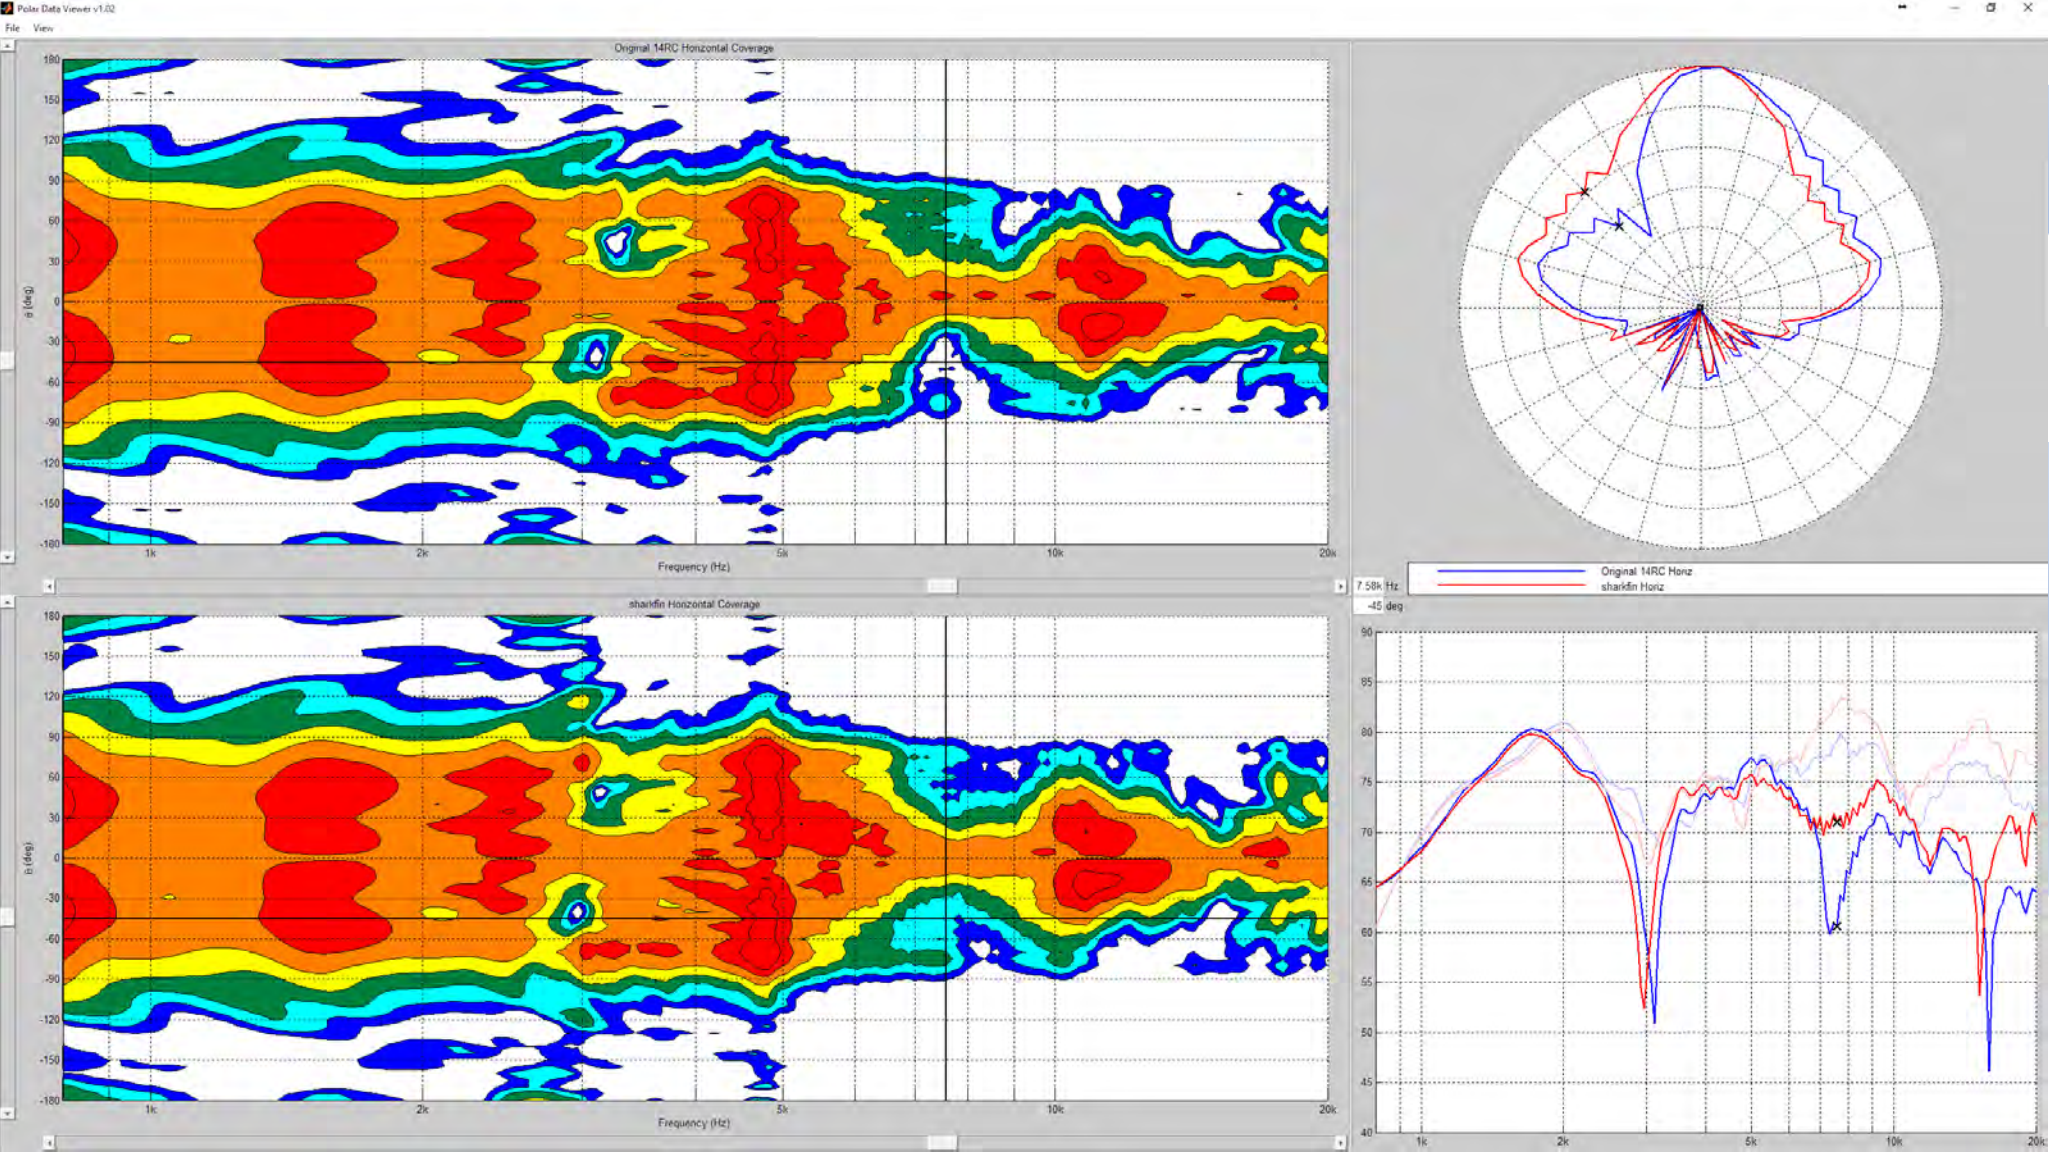 Polar Data Viewer v1.02
File View
Original 14RC Horizontal Coverage
180
150
120
90
60
30
0
-30
-60
-90
-120
-150
-180
θ (deg)
1k 2k 5k 10k 20k
Frequency (Hz)
sharkfin Horizontal Coverage
180
150
120
90
60
30
0
-30
-60
-90
-120
-150
-180
θ (deg)
1k 2k 5k 10k 20k
Frequency (Hz)
Original 14RC Horiz
sharkfin Horiz
7.58k Hz
-45 deg
90
85
80
75
70
65
60
55
50
45
40
1k 2k 5k 10k 20k